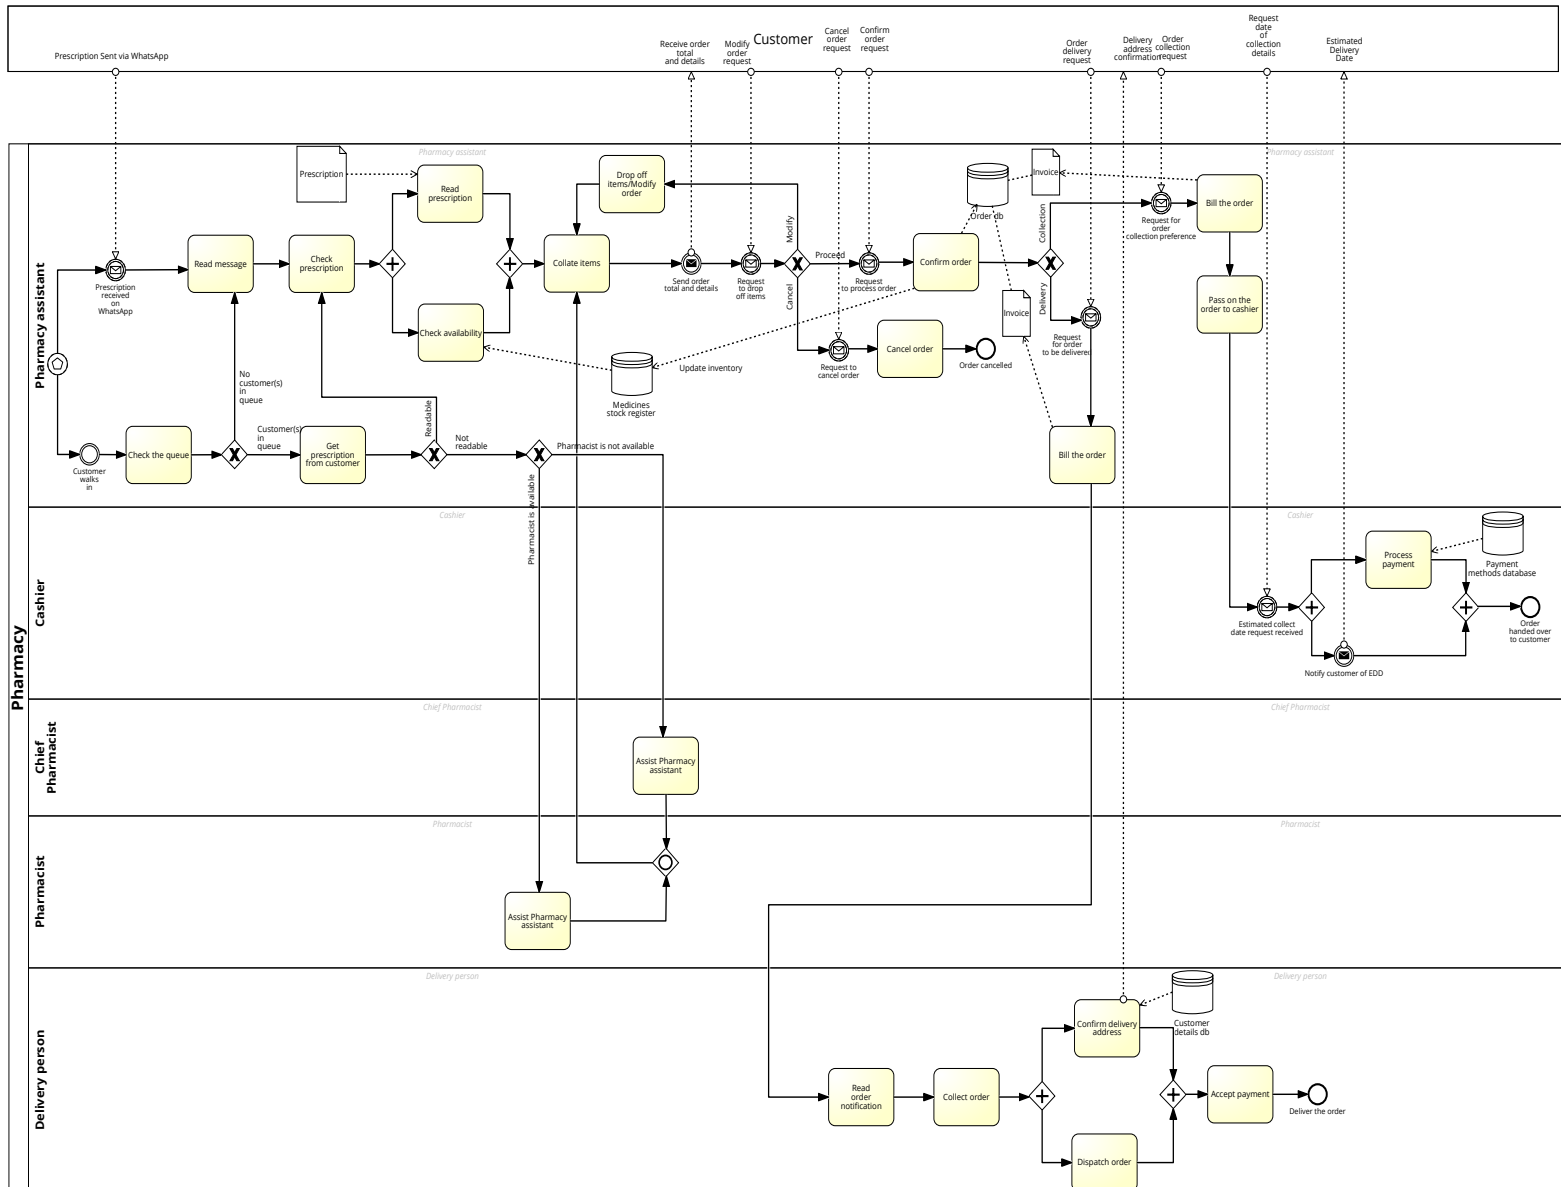 Customer
Prescription Sent via WhatsApp
Receive order
total
and details
Modify
order
request
Cancel
order
request
Confirm
order
request
Order
delivery
request
Delivery
address
confirmation
Order
collection
request
Request
date
of
collection
details
Estimated
Delivery
Date
Pharmacy
Pharmacy assistant
Pharmacy assistant
Pharmacy assistant
Prescription
Read
prescription
Drop off
items/Modify
order
Order db
Invoice
Bill the order
Request for
order
collection preference
Collection
Modify
Prescription
received
on
WhatsApp
Read message
Check
prescription
Collate items
Send order
total and details
Request
to drop
off items
Proceed
Request
to process order
Confirm order
Cancel
Delivery
Invoice
Pass on the
order to cashier
Check availability
Request
for order
to be delivered
Request to
cancel order
Cancel order
Order cancelled
Update inventory
Medicines
stock register
No
customer(s)
in
queue
Customer(s)
in
queue
Readable
Not
readable
Pharmacist is not available
Customer
walks
in
Check the queue
Get
prescription
from customer
Bill the order
Pharmacist is available
Cashier
Cashier
Cashier
Process
payment
Payment
methods database
Estimated collect
date request received
Order
handed over
to customer
Notify customer of EDD
Chief
Pharmacist
Chief Pharmacist
Chief Pharmacist
Assist Pharmacy
assistant
Pharmacist
Pharmacist
Pharmacist
Assist Pharmacy
assistant
Delivery person
Delivery person
Delivery person
Confirm delivery
address
Customer
details db
Read
order
notification
Collect order
Accept payment
Deliver the order
Dispatch order